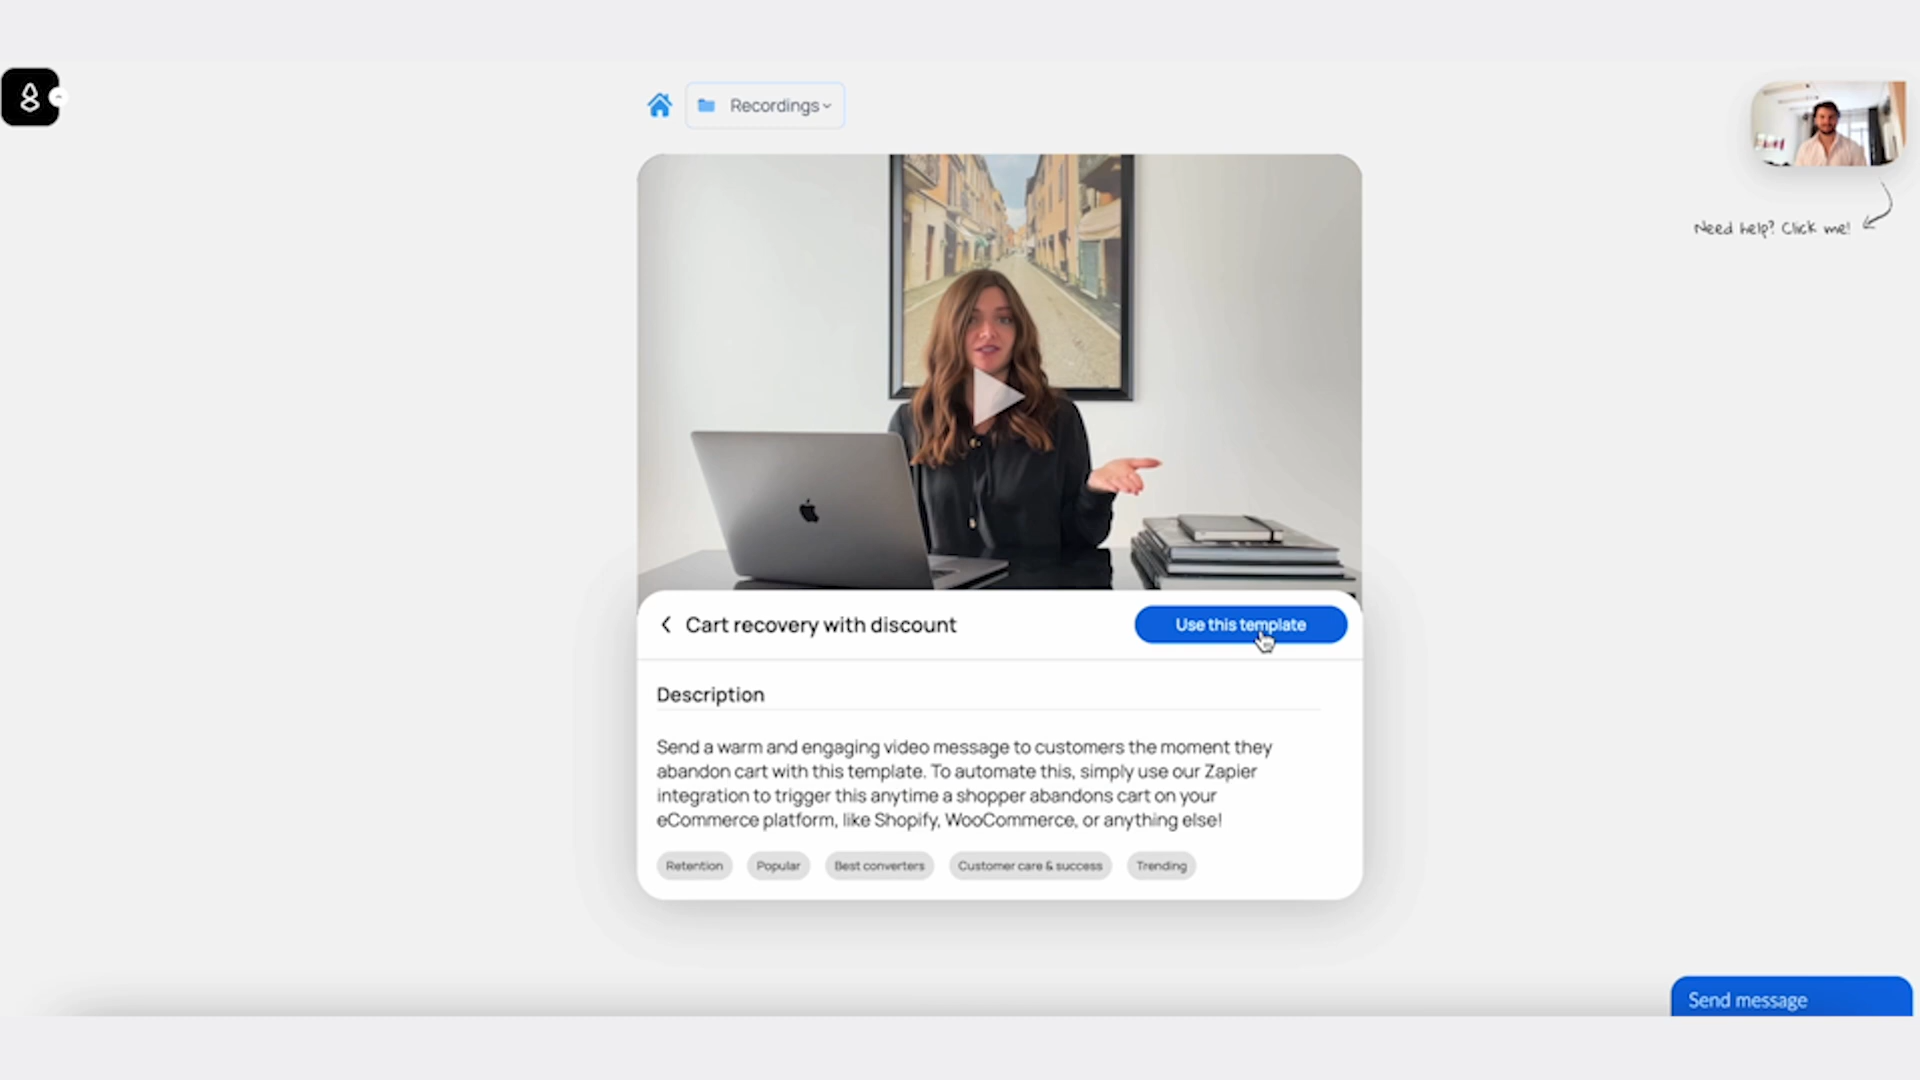 Recordings
Need help? Click me!
Cart recovery with discount
Use this template
Description
Send a warm and engaging video message to customers the moment they
abandon cart with this template. To automate this, simply use our Zapier
integration to trigger this anytime a shopper abandons cart on your
eCommerce platform, like Shopify, WooCommerce, or anything else!
Retention
Popular
Best converters
Customer care & success
Trending
Send message